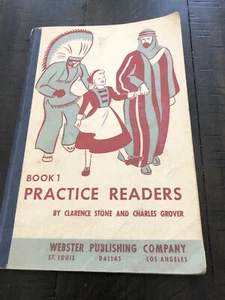 BOOK 1
PRACTICE READERS
BY CLARENCE STONE AND CHARLES GROVER
WEBSTER PUBLISHING COMPANY
ST. LOUIS DALLAS LOS ANGELES